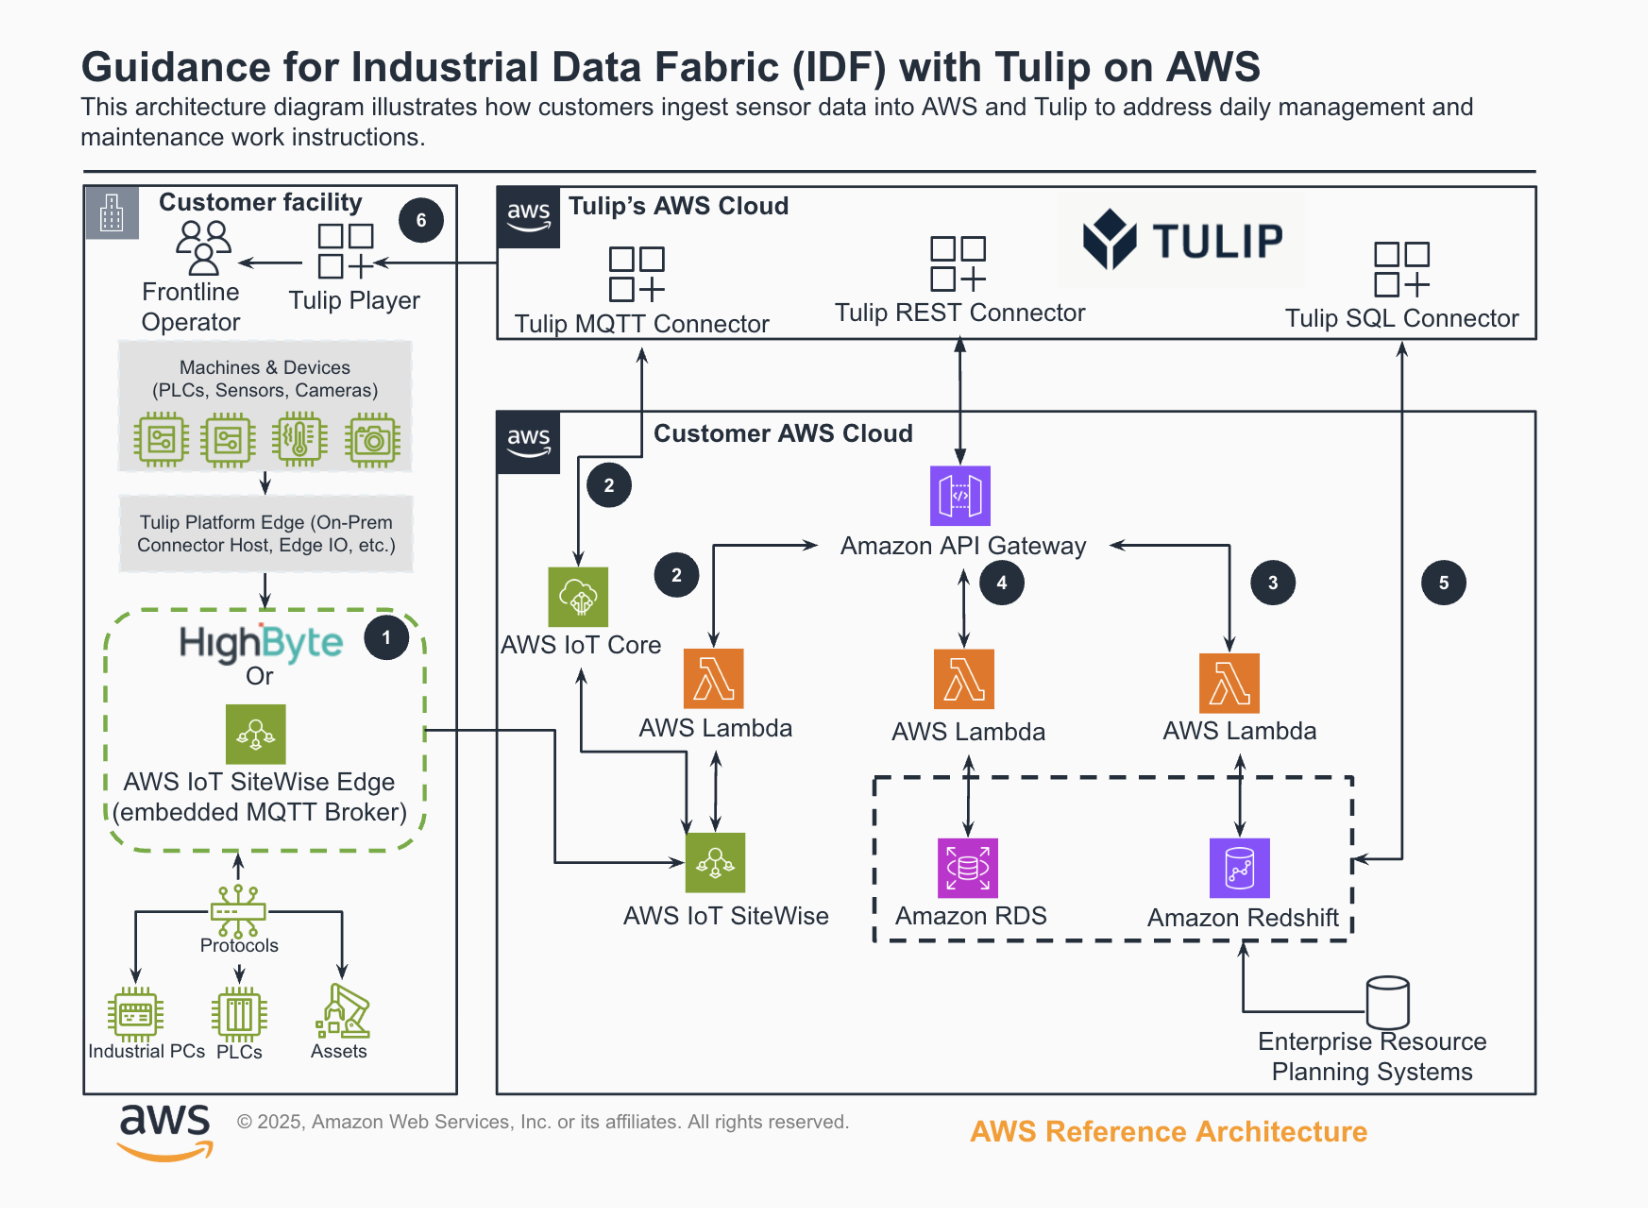 Guidance for Industrial Data Fabric (IDF) with Tulip on AWS
This architecture diagram illustrates how customers ingest sensor data into AWS and Tulip to address daily management and
maintenance work instructions.
Customer facility
6
Frontline
Operator
Tulip Player
Machines & Devices
(PLCs, Sensors, Cameras)
Tulip Platform Edge (On-Prem
Connector Host, Edge IO, etc.)
HighByte
1
Or
AWS IoT SiteWise Edge
(embedded MQTT Broker)
Protocols
Industrial PCs
PLCs
Assets
aws
Tulip's AWS Cloud
TULIP
Tulip MQTT Connector
Tulip REST Connector
Tulip SQL Connector
aws
Customer AWS Cloud
2
2
Amazon API Gateway
4
3
5
AWS IoT Core
AWS Lambda
AWS Lambda
AWS Lambda
AWS IoT SiteWise
Amazon RDS
Amazon Redshift
Enterprise Resource
Planning Systems
aws
© 2025, Amazon Web Services, Inc. or its affiliates. All rights reserved.
AWS Reference Architecture